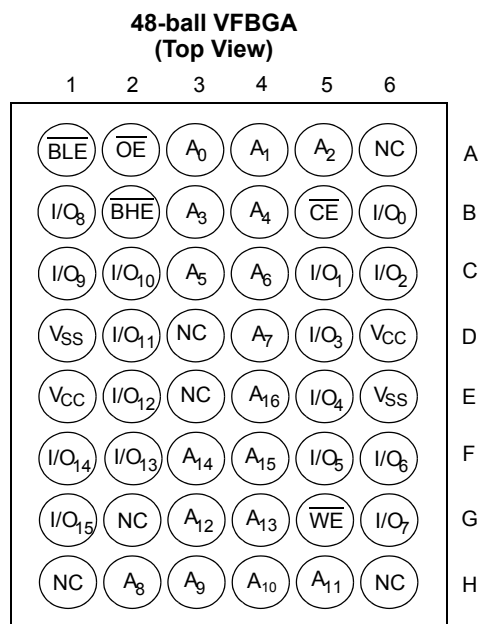 48-ball VFBGA
(Top View)
1 2 3 4 5 6
BLE OE A0 A1 A2 NC A
I/O8 BHE A3 A4 CE I/O0 B
I/O9 I/O10 A5 A6 I/O1 I/O2 C
VSS I/O11 NC A7 I/O3 VCC D
VCC I/O12 NC A16 I/O4 VSS E
I/O14 I/O13 A14 A15 I/O5 I/O6 F
I/O15 NC A12 A13 WE I/O7 G
NC A8 A9 A10 A11 NC H